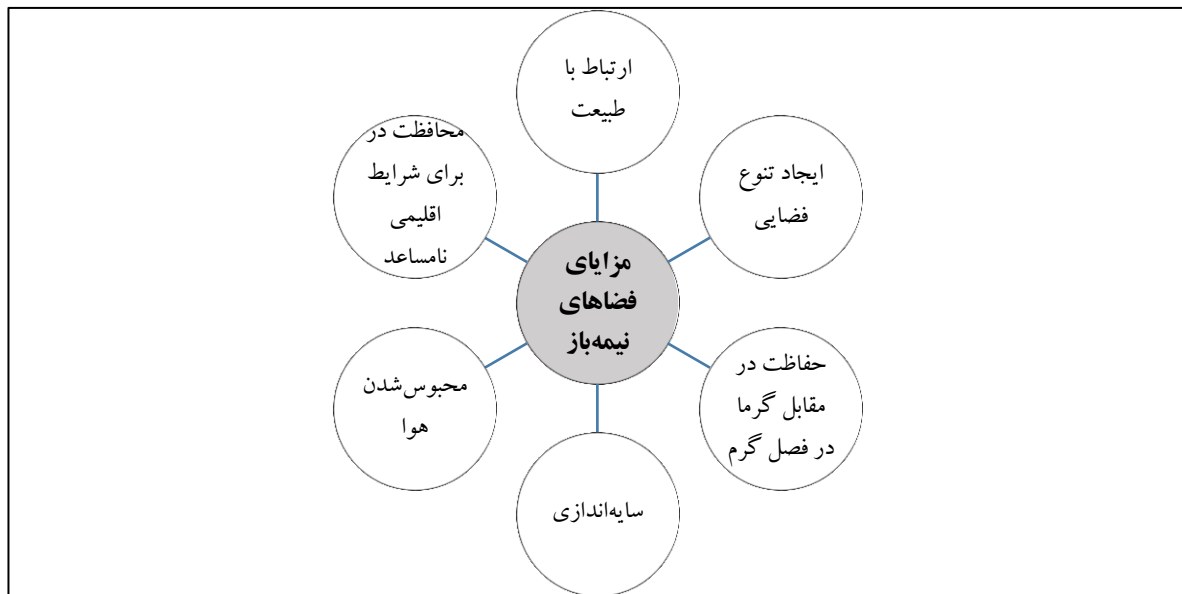 ارتباط با
طبیعت
ایجاد تنوع
فضایی
حفاظت در
مقابل گرما
در فصل گرم
سایه‌اندازی
محبوس‌شدن
هوا
محافظت در
برای شرایط
اقلیمی
نامساعد
مزایای
فضاهای
نیمه‌باز